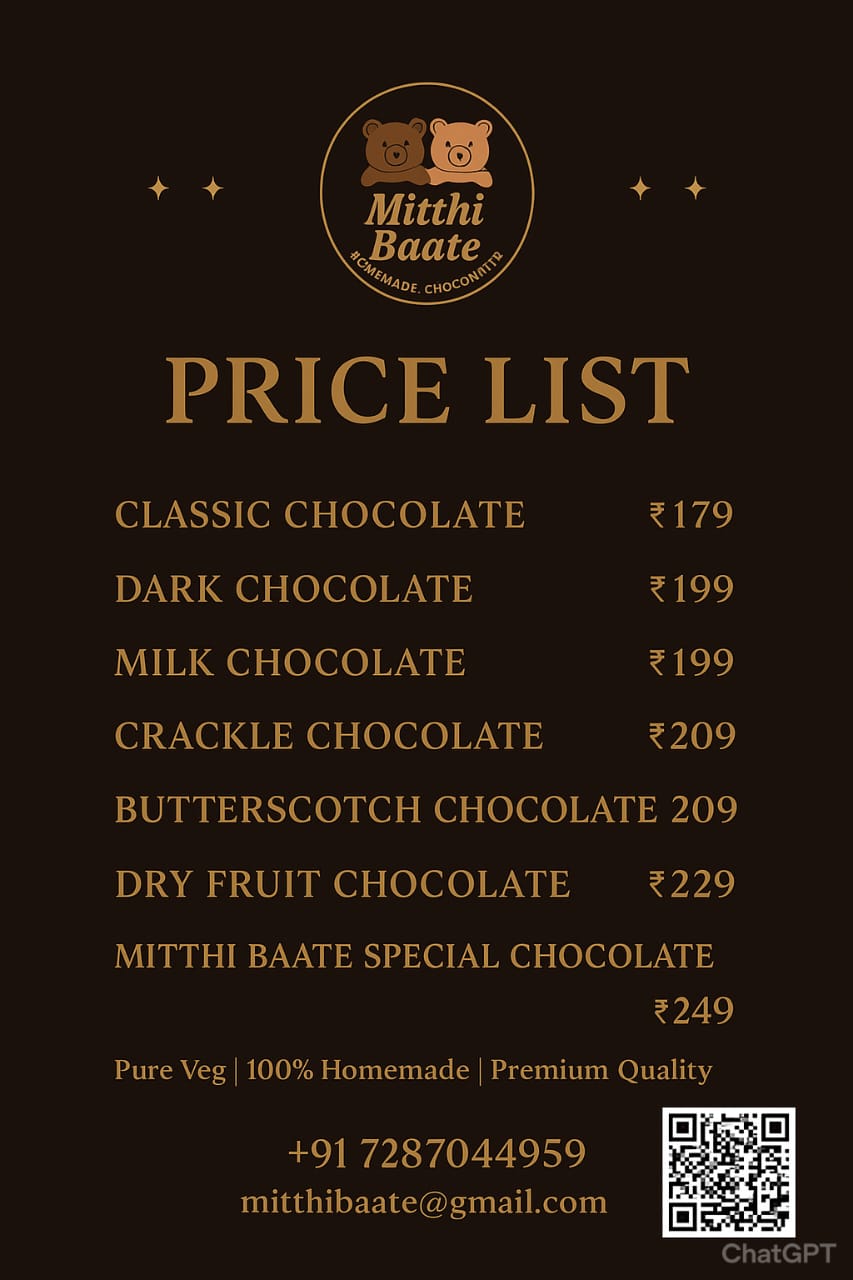 Mitthi
Baate
PRICE LIST
CLASSIC CHOCOLATE ₹179
DARK CHOCOLATE ₹199
MILK CHOCOLATE ₹199
CRACKLE CHOCOLATE ₹209
BUTTERSCOTCH CHOCOLATE 209
DRY FRUIT CHOCOLATE ₹229
MITTHI BAATE SPECIAL CHOCOLATE
₹249
Pure Veg | 100% Homemade | Premium Quality
+91 7287044959
mitthibaate@gmail.com
ChatGPT